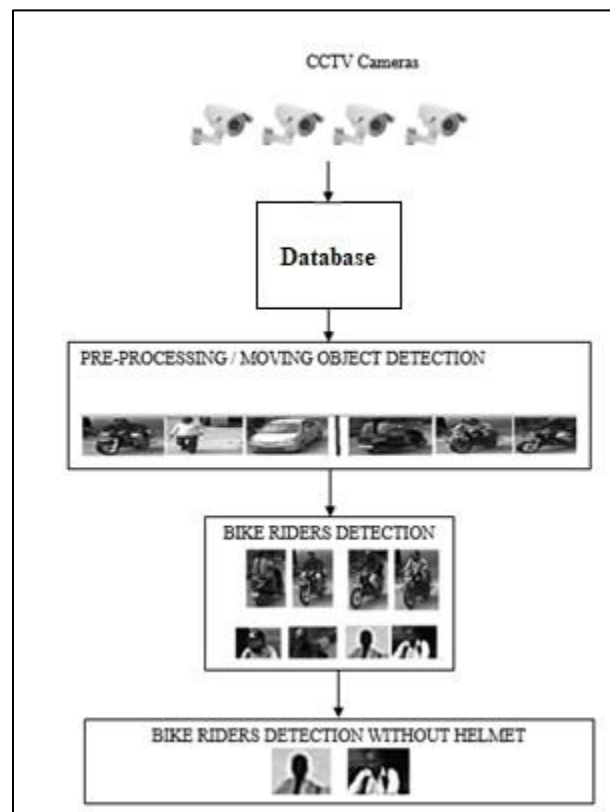 CCTV Cameras
Database
PRE-PROCESSING / MOVING OBJECT DETECTION
BIKE RIDERS DETECTION
BIKE RIDERS DETECTION WITHOUT HELMET